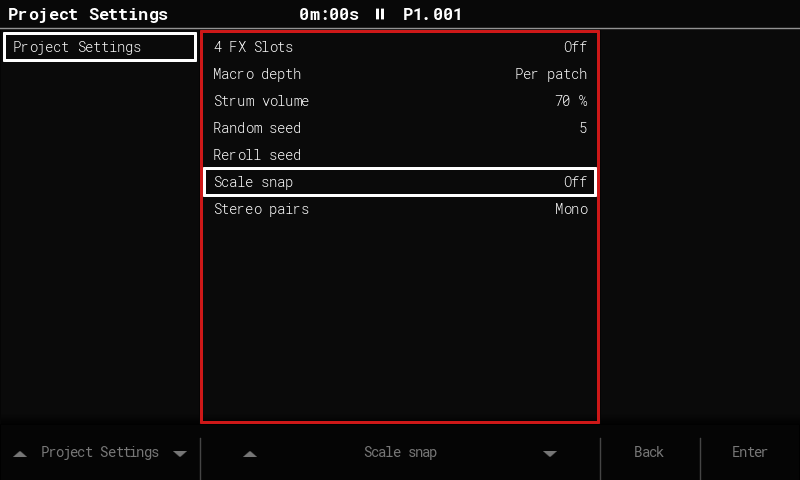 Project Settings 0m:00s P1.001
Project Settings
4 FX Slots Off
Macro depth Per patch
Strum volume 70 %
Random seed 5
Reroll seed
Scale snap Off
Stereo pairs Mono
Project Settings Scale snap Back Enter